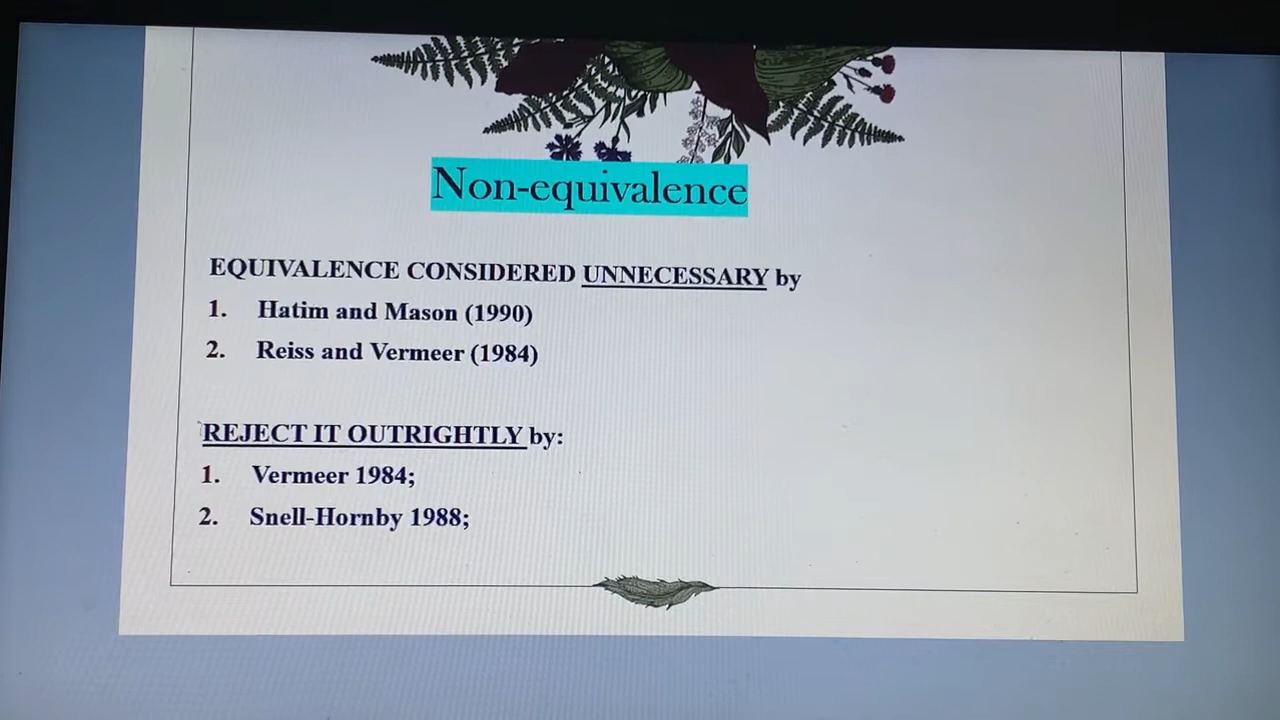 Non-equivalence
EQUIVALENCE CONSIDERED UNNECESSARY by
1. Hatim and Mason (1990)
2. Reiss and Vermeer (1984)
REJECT IT OUTRIGHTLY by:
1. Vermeer 1984;
2. Snell-Hornby 1988;